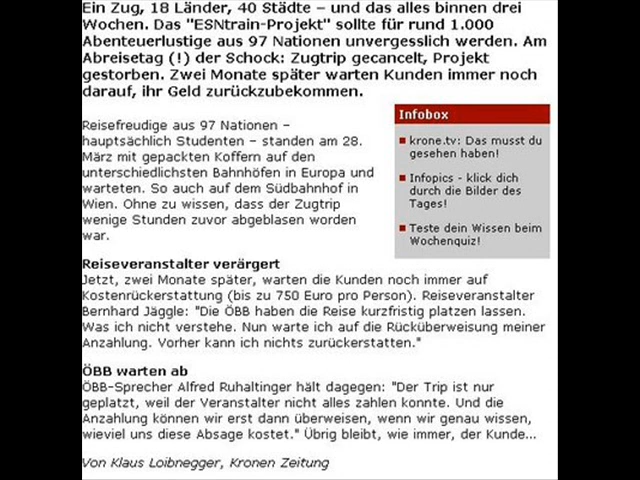 Ein Zug, 18 Länder, 40 Städte – und das alles binnen drei
Wochen. Das "ESNtrain-Projekt" sollte für rund 1.000
Abenteuerlustige aus 97 Nationen unvergesslich werden. Am
Abreisetag (!) der Schock: Zugtrip gecancelt, Projekt
gestorben. Zwei Monate später warten Kunden immer noch
darauf, ihr Geld zurückzubekommen.
Reisefreudige aus 97 Nationen –
hauptsächlich Studenten – standen am 28.
März mit gepackten Koffern auf den
unterschiedlichsten Bahnhöfen in Europa und
warteten. So auch auf dem Südbahnhof in
Wien. Ohne zu wissen, dass der Zugtrip
wenige Stunden zuvor abgeblasen worden
war.
Infobox
krone.tv: Das musst du
gesehen haben!
Infopics - klick dich
durch die Bilder des
Tages!
Teste dein Wissen beim
Wochenquiz!
Reiseveranstalter verärgert
Jetzt, zwei Monate später, warten die Kunden noch immer auf
Kostenrückerstattung (bis zu 750 Euro pro Person). Reiseveranstalter
Bernhard Jäggle: "Die ÖBB haben die Reise kurzfristig platzen lassen.
Was ich nicht verstehe. Nun warte ich auf die Rücküberweisung meiner
Anzahlung. Vorher kann ich nichts zurückerstatten."
ÖBB warten ab
ÖBB-Sprecher Alfred Ruhaltinger hält dagegen: "Der Trip ist nur
geplatzt, weil der Veranstalter nicht alles zahlen konnte. Und die
Anzahlung können wir erst dann überweisen, wenn wir genau wissen,
wieviel uns diese Absage kostet." Übrig bleibt, wie immer, der Kunde...
Von Klaus Loibnegger, Kronen Zeitung